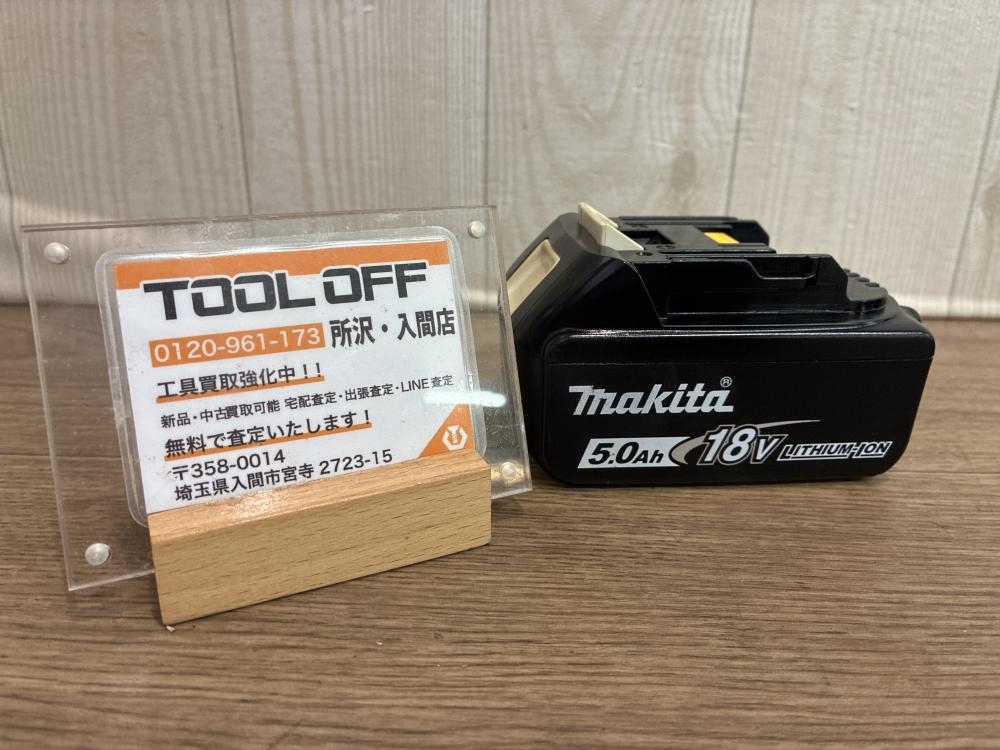 TOOL OFF
0120-961-173 所沢・入間店
工具買取強化中！！
新品・中古買取可能 宅配査定・出張査定・LINE査定
無料で査定いたします！
〒358-0014
埼玉県入間市宮寺 2723-15
makita®
5.0Ah 18V LITHIUM-ION